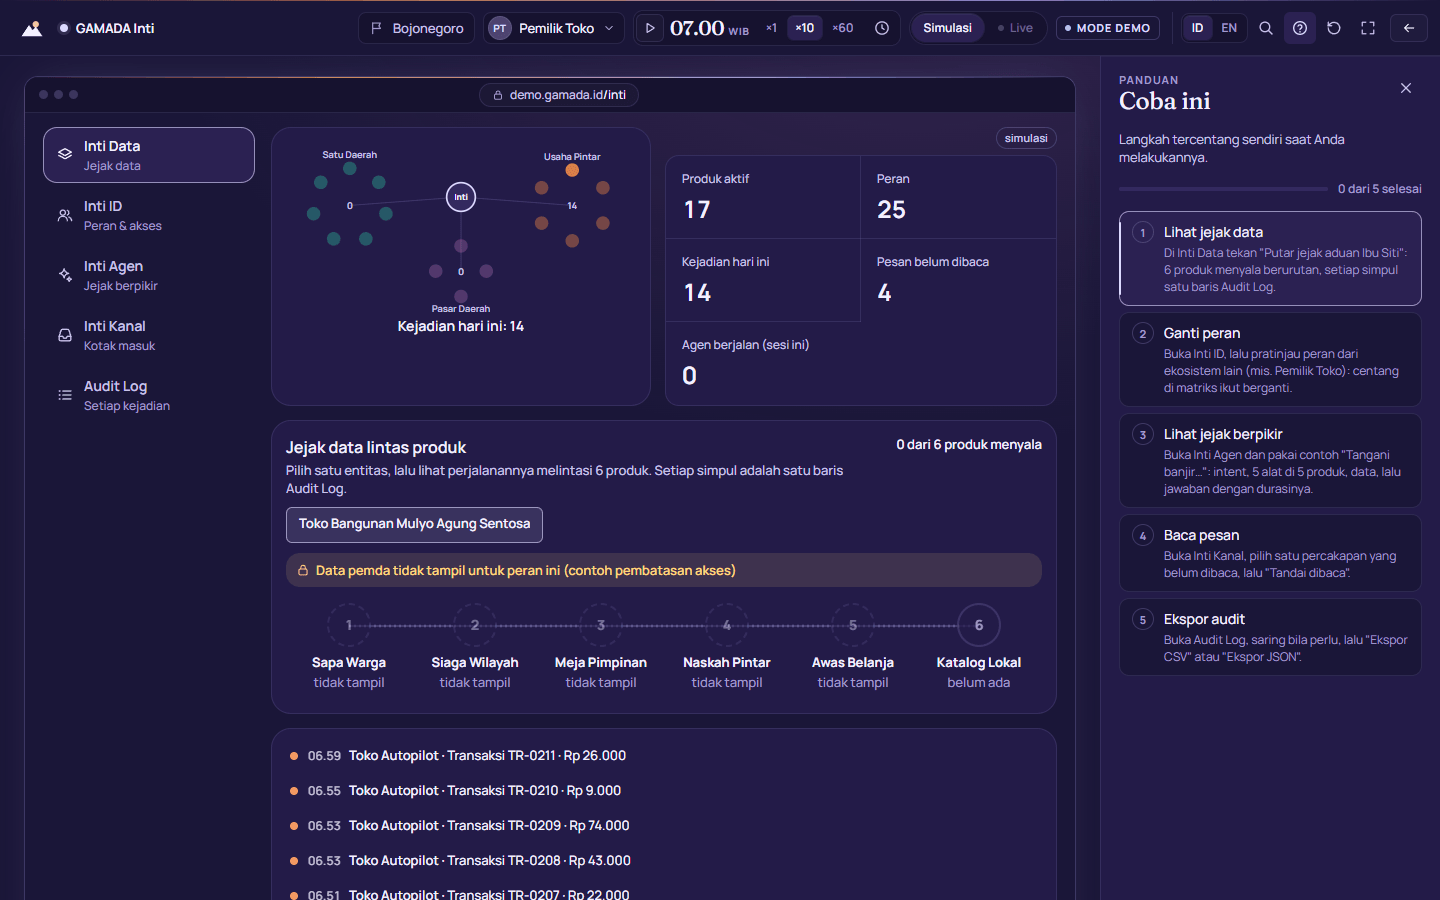 GAMADA Inti
Bojonegoro
PT Pemilik Toko
07.00 WIB
×1 ×10 ×60
Simulasi
Live
MODE DEMO
ID EN
demo.gamada.id/inti
Inti Data
Jejak data
Inti ID
Peran & akses
Inti Agen
Jejak berpikir
Inti Kanal
Kotak masuk
Audit Log
Setiap kejadian
Satu Daerah
0
Inti
Usaha Pintar
14
0
Pasar Daerah
Kejadian hari ini: 14
simulasi
Produk aktif
17
Peran
25
Kejadian hari ini
14
Pesan belum dibaca
4
Agen berjalan (sesi ini)
0
Jejak data lintas produk
0 dari 6 produk menyala
Pilih satu entitas, lalu lihat perjalanannya melintasi 6 produk. Setiap simpul adalah satu baris
Audit Log.
Toko Bangunan Mulyo Agung Sentosa
Data pemda tidak tampil untuk peran ini (contoh pembatasan akses)
1 2 3 4 5 6
Sapa Warga Siaga Wilayah Meja Pimpinan Naskah Pintar Awas Belanja Katalog Lokal
tidak tampil tidak tampil tidak tampil tidak tampil tidak tampil belum ada
06.59 Toko Autopilot · Transaksi TR-0211 · Rp 26.000
06.55 Toko Autopilot · Transaksi TR-0210 · Rp 9.000
06.53 Toko Autopilot · Transaksi TR-0209 · Rp 74.000
06.53 Toko Autopilot · Transaksi TR-0208 · Rp 43.000
06.51 Toko Autopilot · Transaksi TR-0207 · Rp 22.000
PANDUAN
Coba ini
Langkah tercentang sendiri saat Anda
melakukannya.
0 dari 5 selesai
1 Lihat jejak data
Di Inti Data tekan "Putar jejak aduan Ibu Siti":
6 produk menyala berurutan, setiap simpul
satu baris Audit Log.
2 Ganti peran
Buka Inti ID, lalu pratinjau peran dari
ekosistem lain (mis. Pemilik Toko): centang
di matriks ikut berganti.
3 Lihat jejak berpikir
Buka Inti Agen dan pakai contoh "Tangani
banjir…": intent, 5 alat di 5 produk, data, lalu
jawaban dengan durasinya.
4 Baca pesan
Buka Inti Kanal, pilih satu percakapan yang
belum dibaca, lalu "Tandai dibaca".
5 Ekspor audit
Buka Audit Log, saring bila perlu, lalu "Ekspor
CSV" atau "Ekspor JSON".